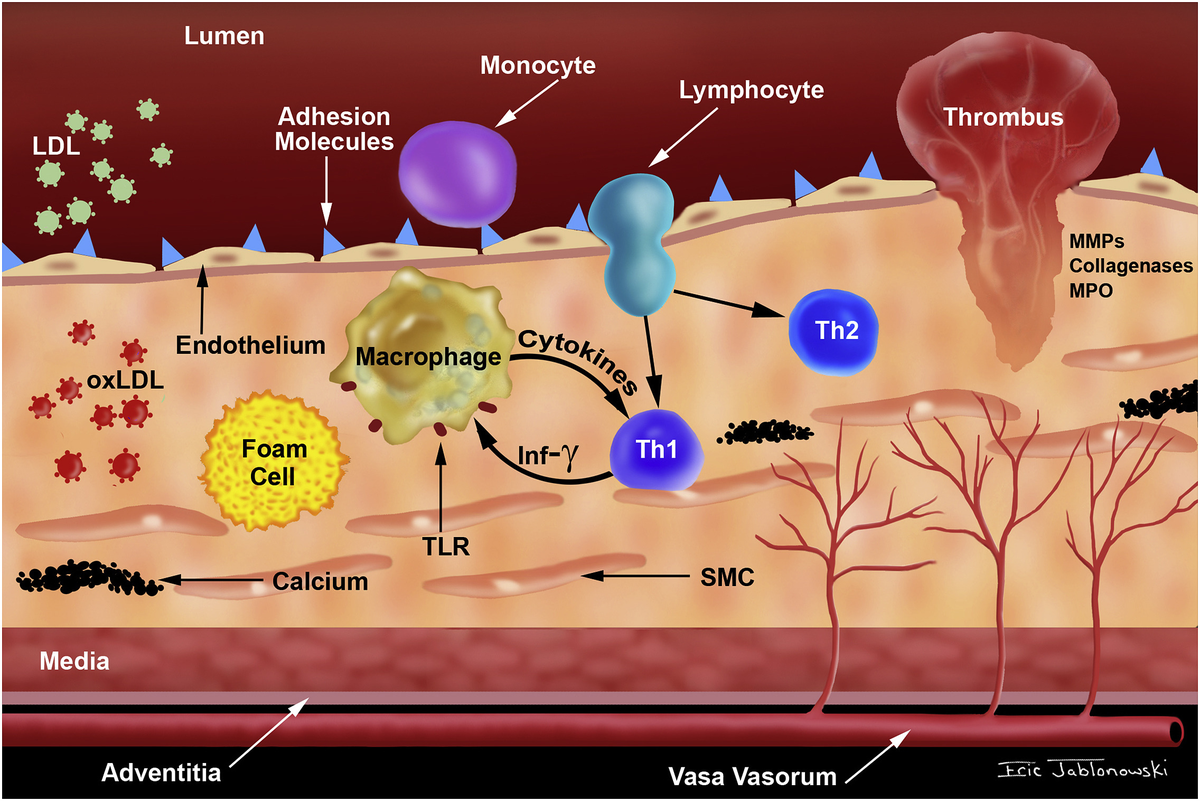 Lumen
Monocyte
Lymphocyte
Adhesion
Molecules
Thrombus
LDL
MMPs
Collagenases
MPO
Endothelium
Macrophage
Cytokines
Th2
oxLDL
Foam
Cell
Inf-γ
Th1
TLR
Calcium
SMC
Media
Adventitia
Vasa Vasorum
Eric Jablonowski